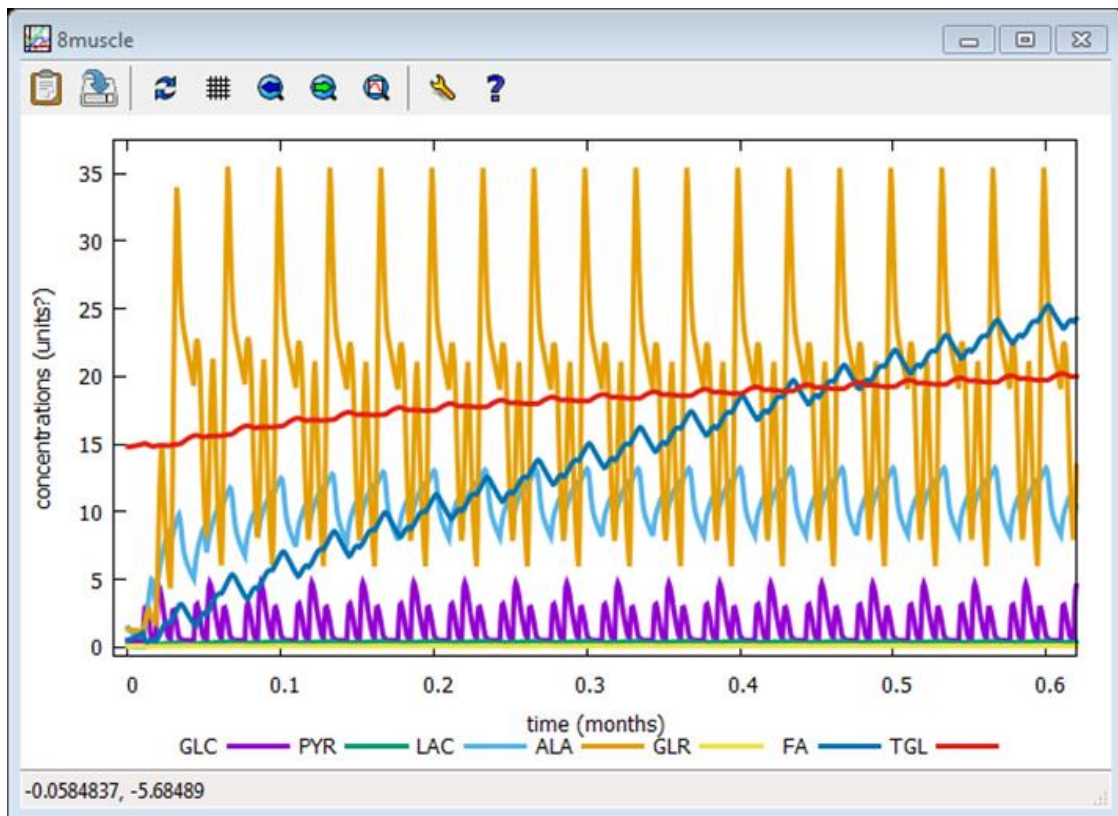 8muscle
35
30
25
20
15
10
5
0
concentrations (units?)
0 0.1 0.2 0.3 0.4 0.5 0.6
time (months)
GLC PYR LAC ALA GLR FA TGL
-0.0584837, -5.68489